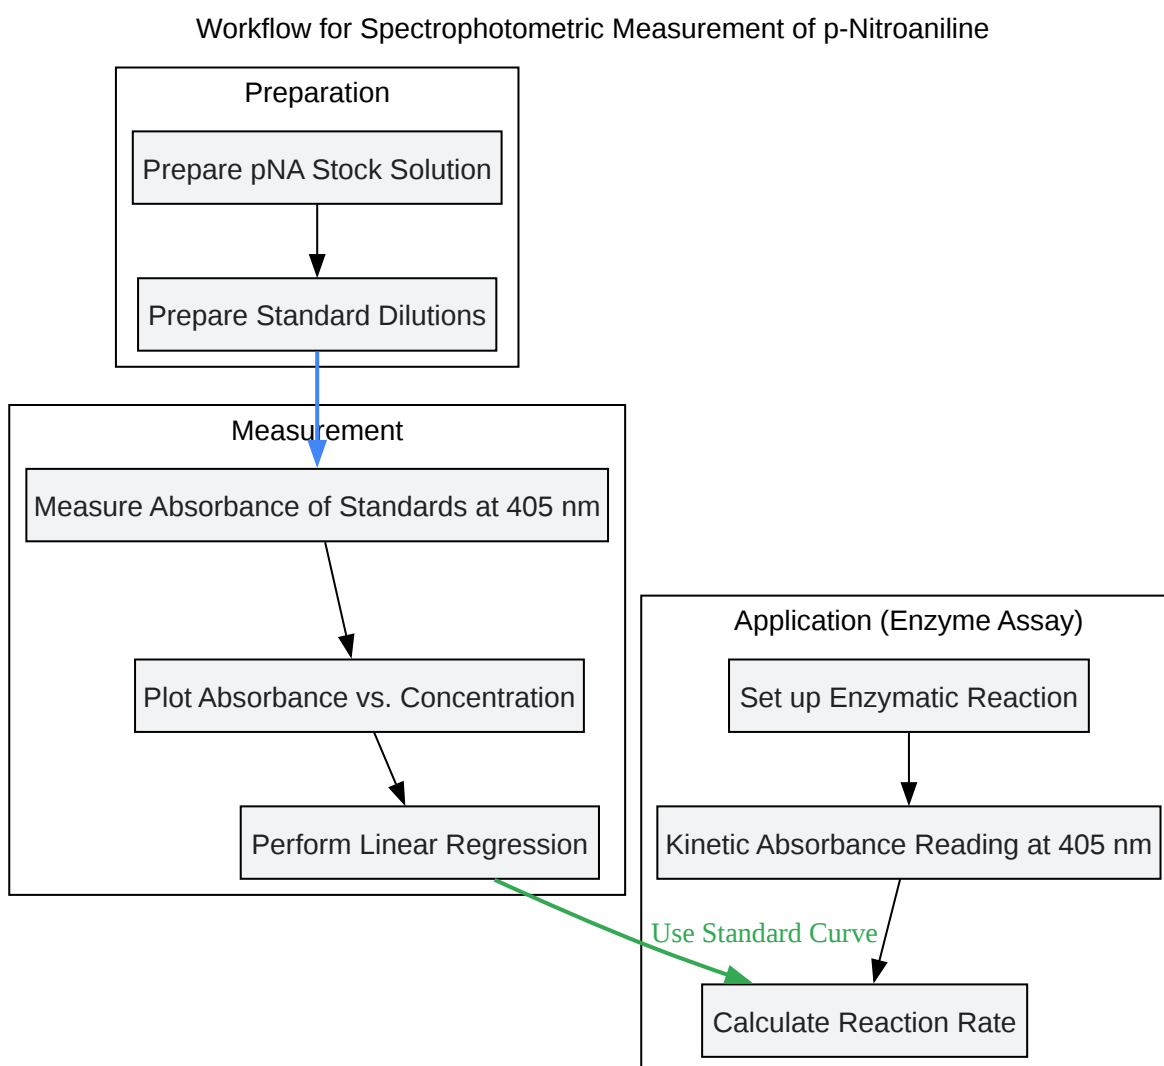 Workflow for Spectrophotometric Measurement of p-Nitroaniline
Preparation
Prepare pNA Stock Solution
Prepare Standard Dilutions
Measurement
Measure Absorbance of Standards at 405 nm
Plot Absorbance vs. Concentration
Perform Linear Regression
Application (Enzyme Assay)
Set up Enzymatic Reaction
Kinetic Absorbance Reading at 405 nm
Use Standard Curve
Calculate Reaction Rate